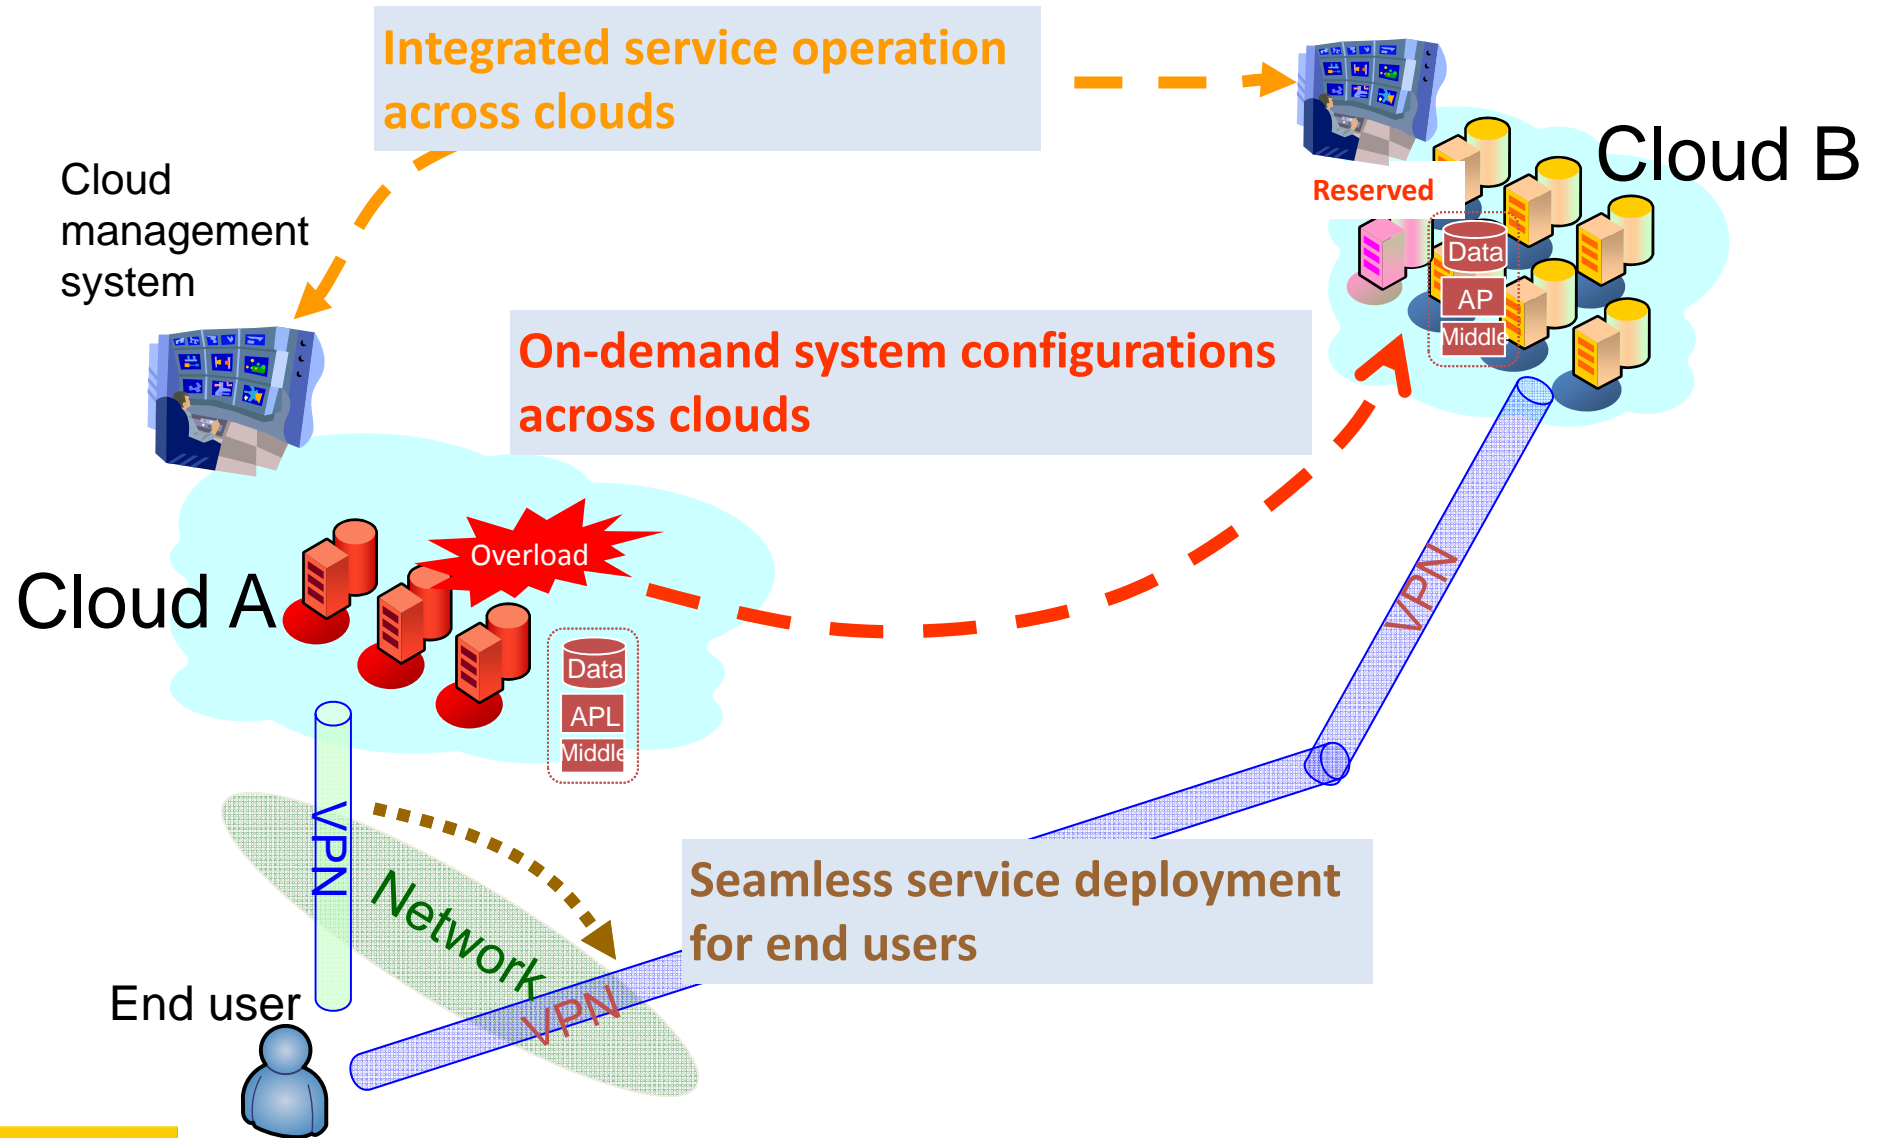 Integrated service operation
across clouds
Cloud B
Cloud
management
system
Reserved
Data
AP
Middle
On-demand system configurations
across clouds
Overload
Cloud A
VPN
Data
APL
Middle
VPN
Network
Seamless service deployment
for end users
VPN
End user